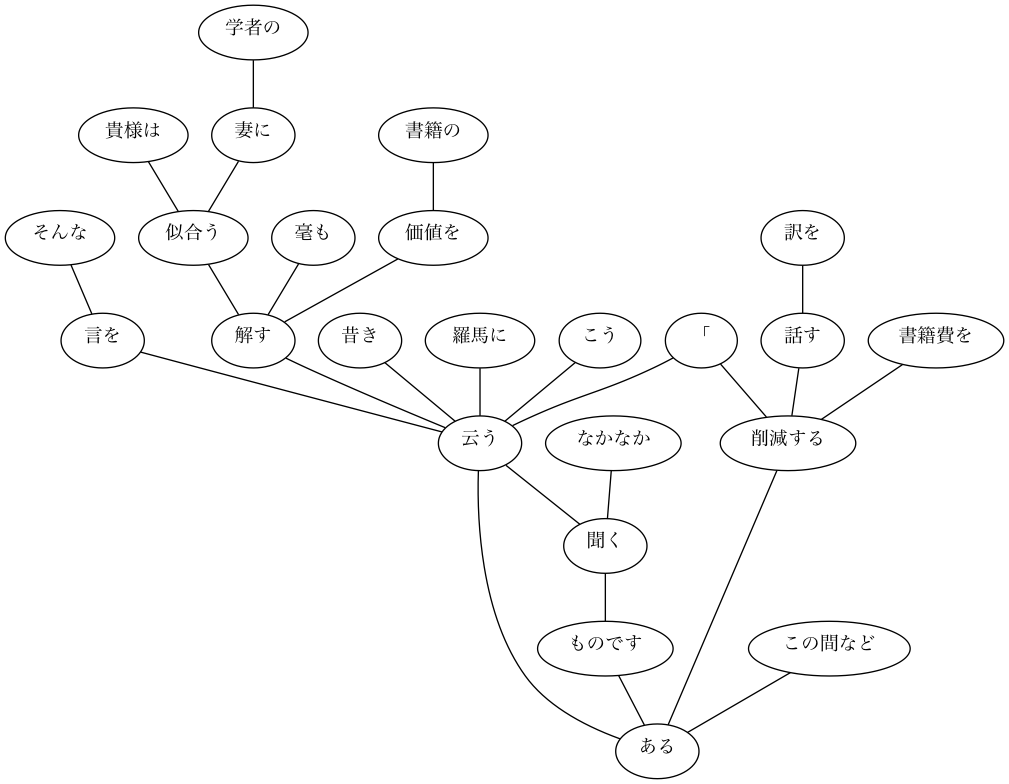 学者の
貴様は
妻に
書籍の
そんな
似合う
毫も
価値を
訳を
言を
解す
昔き
羅馬に
こう
「
話す
書籍費を
云う
なかなか
削減する
聞く
ものです
この間など
ある